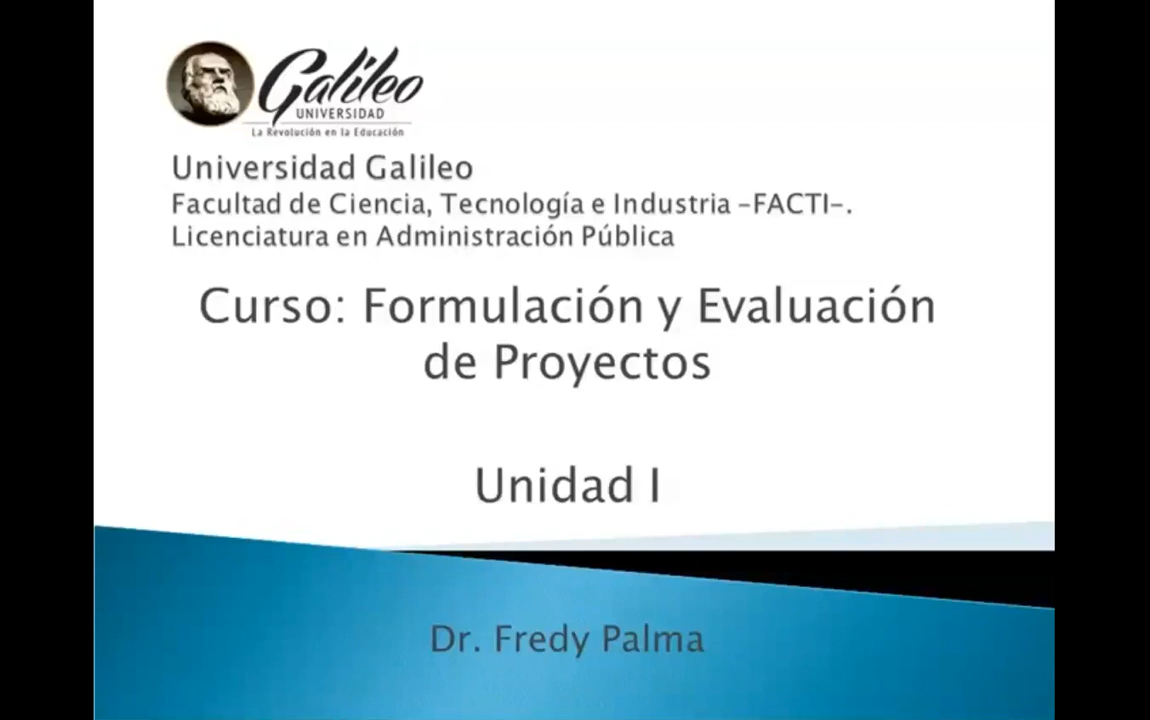 Galileo
UNIVERSIDAD
La Revolución en la Educación
Universidad Galileo
Facultad de Ciencia, Tecnología e Industria –FACTI–.
Licenciatura en Administración Pública
Curso: Formulación y Evaluación
de Proyectos
Unidad I
Dr. Fredy Palma